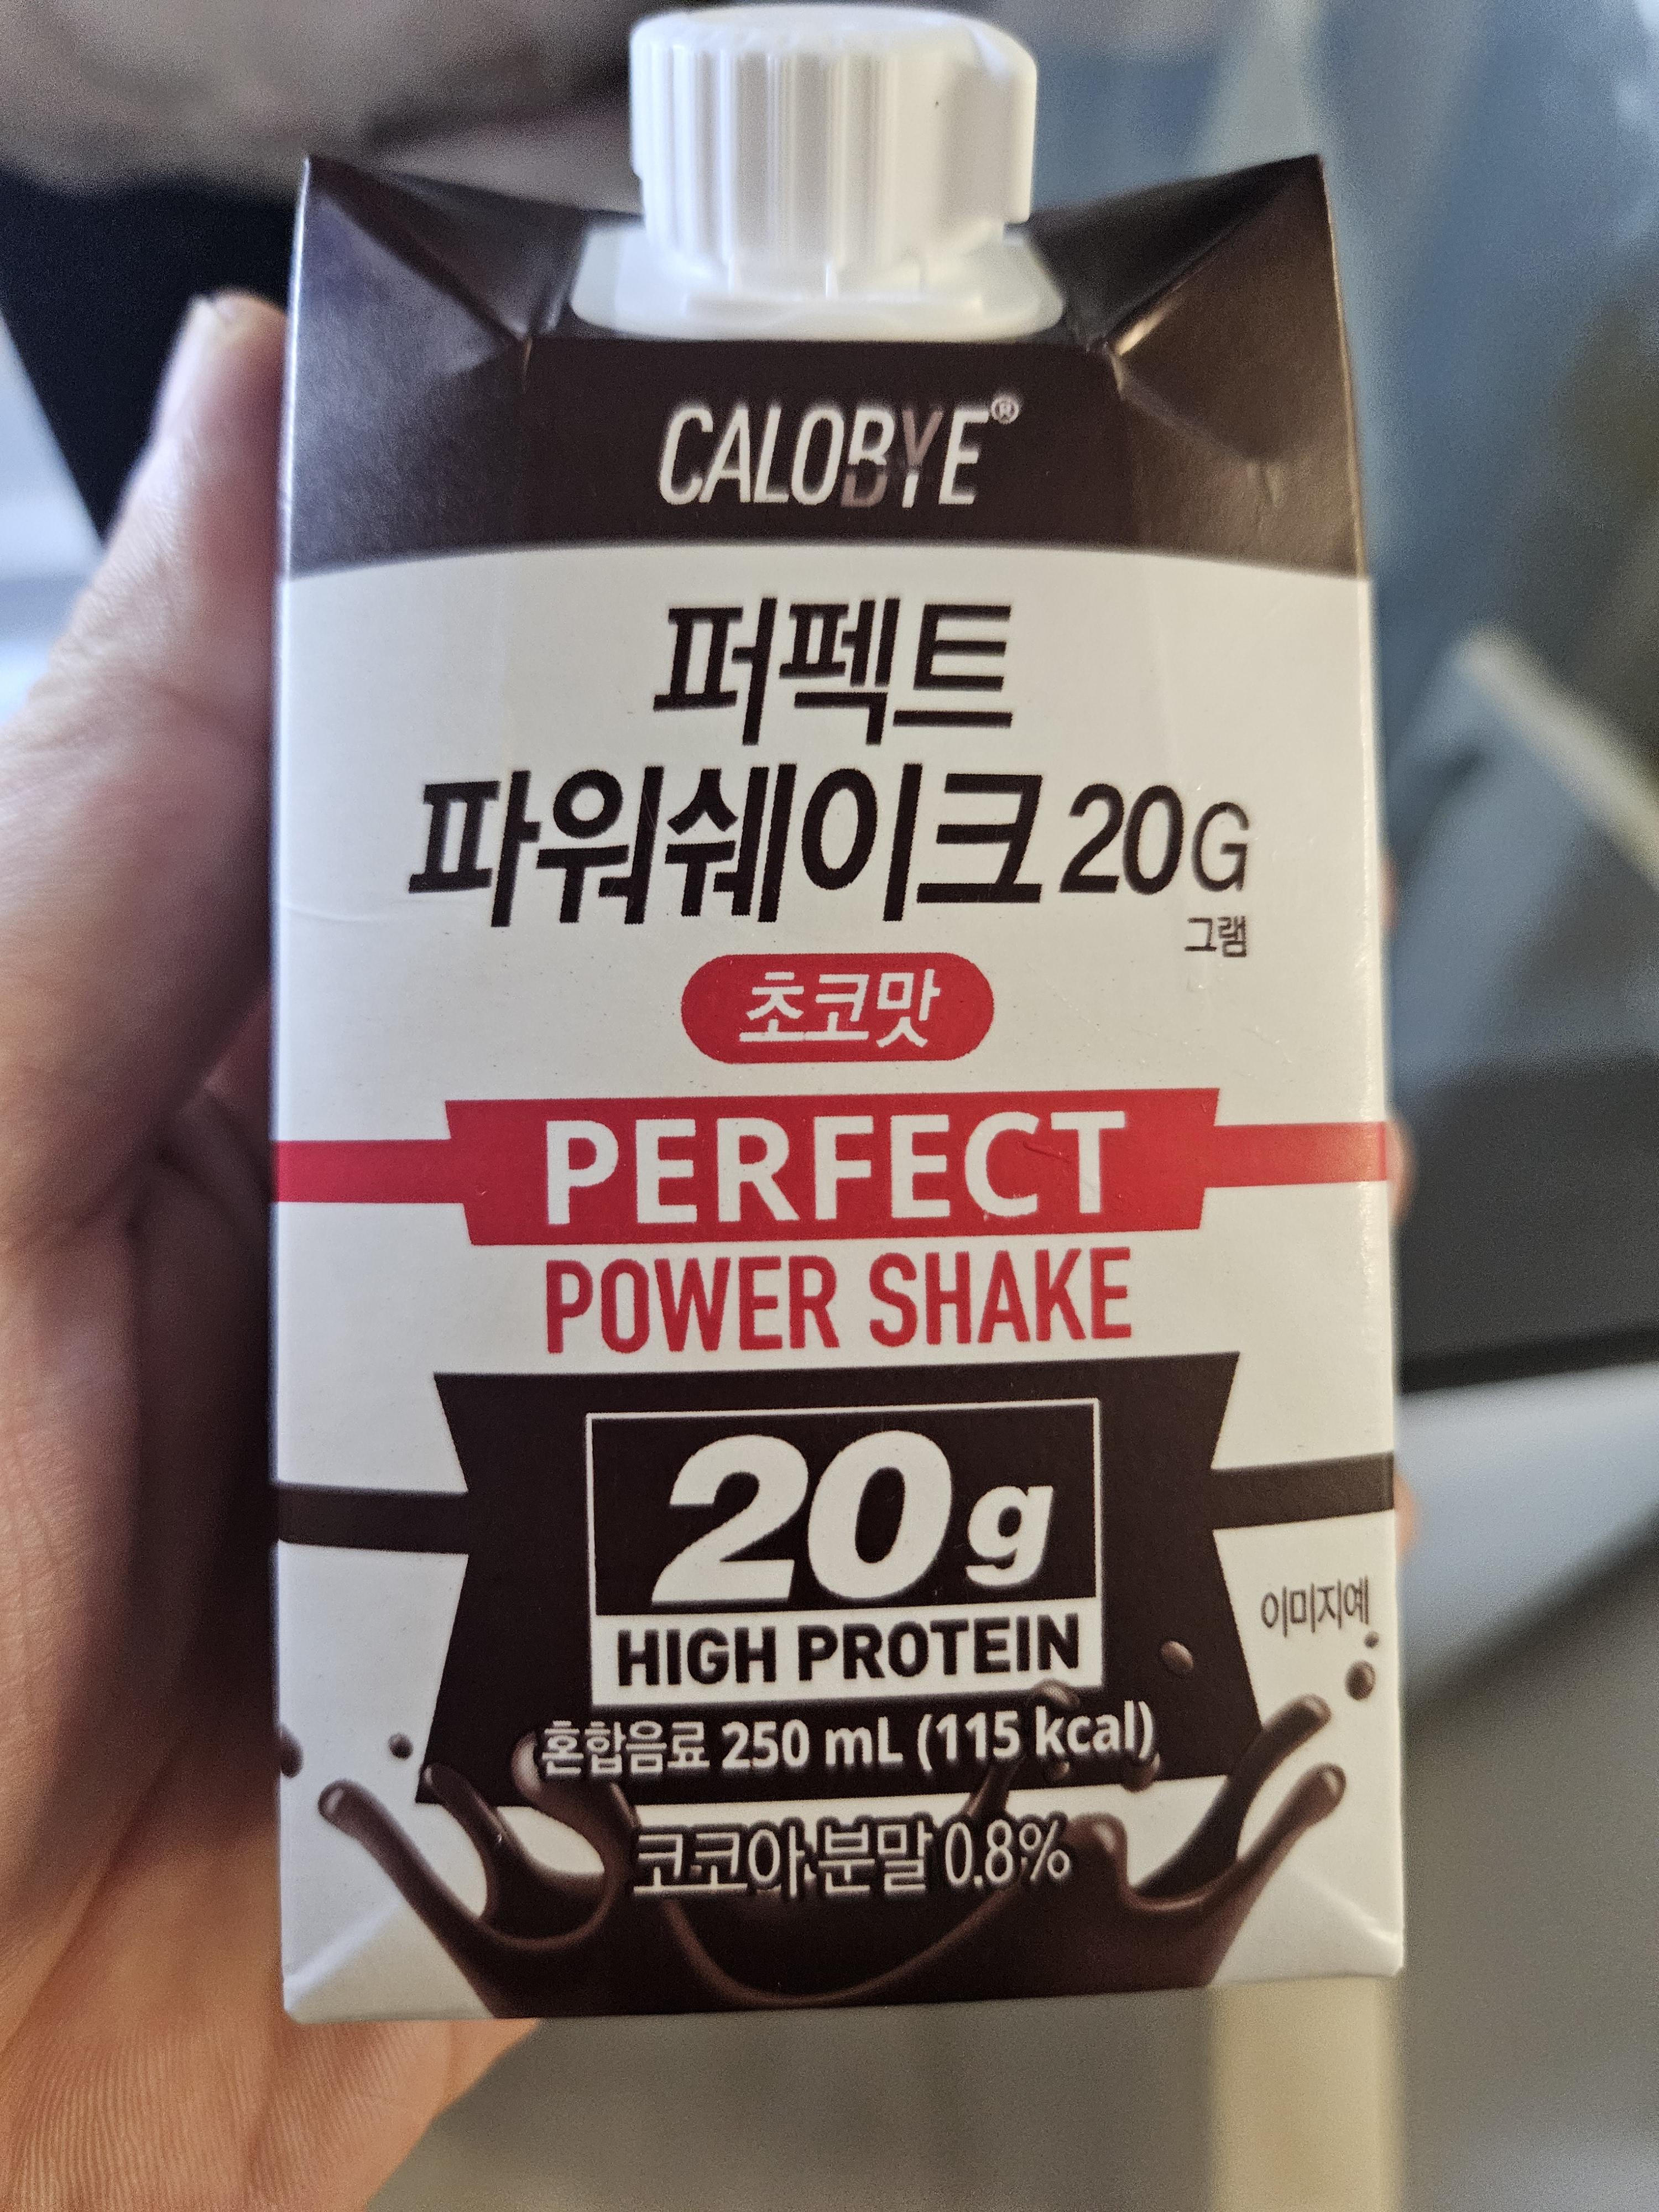 CALOBYE®
퍼펙트
파워쉐이크 20G
그램
초코맛
PERFECT
POWER SHAKE
20g
HIGH PROTEIN
이미지예
혼합음료 250 mL (115 kcal)
코코아분말 0.8%